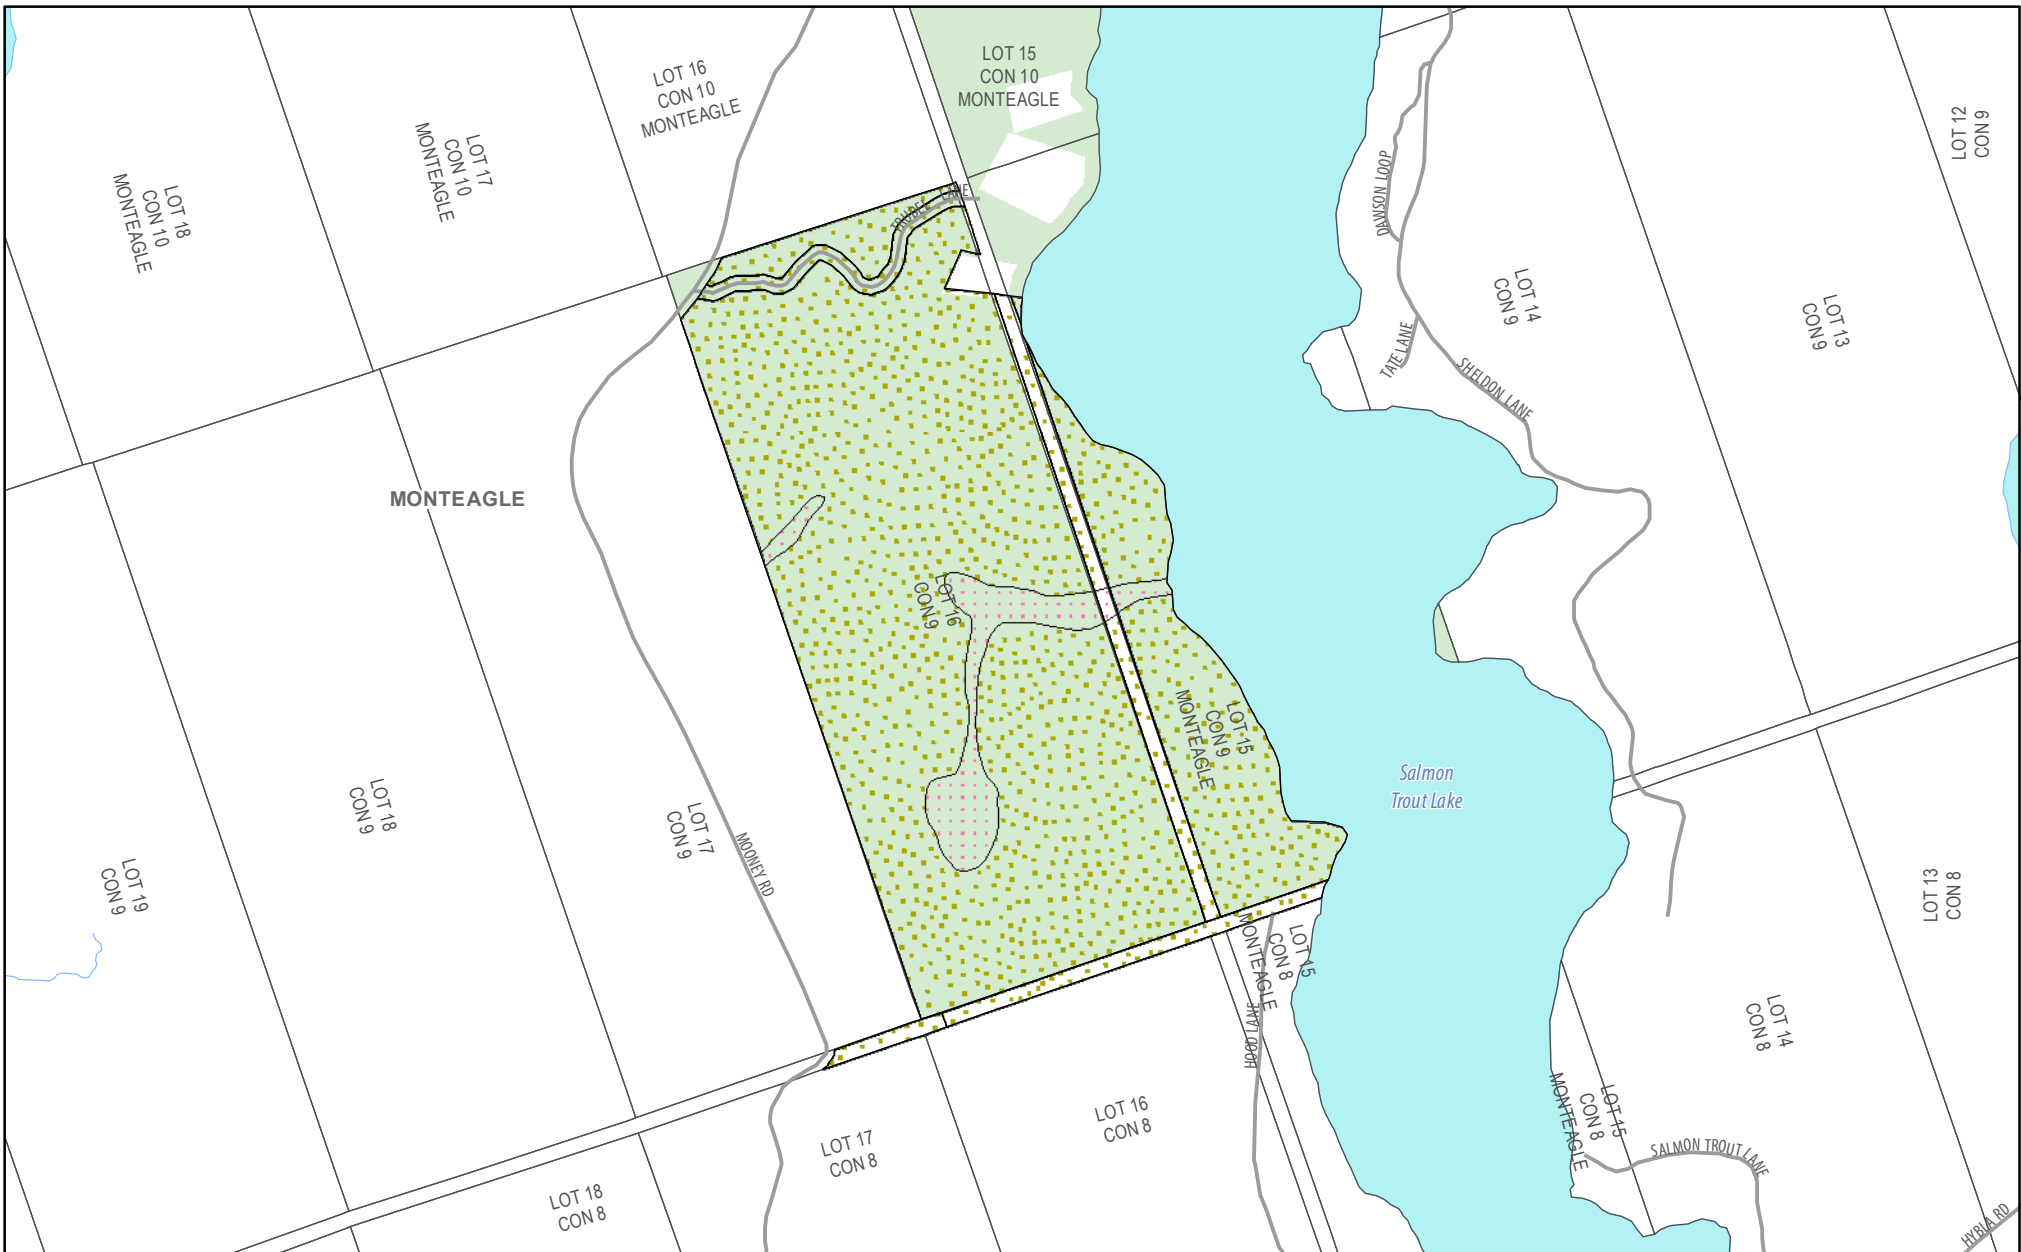 LOT 15
CON 10
MONTEAGLE
LOT 16
CON 10
MONTEAGLE
LOT 17
CON 10
MONTEAGLE
LOT 18
CON 10
MONTEAGLE
LOT 12
CON 9
DAWSON LOOP
TRUDEL LANE
LOT 14
CON 9
LOT 13
CON 9
TATE LANE
SHELDON LANE
MONTEAGLE
LOT 16
CON 9
LOT 15
CON 9
MONTEAGLE
Salmon
Trout Lake
LOT 18
CON 9
LOT 17
CON 9
MOONEY RD
LOT 19
CON 9
LOT 13
CON 8
LOT 15
CON 8
MONTEAGLE
HOOD LANE
LOT 14
CON 8
LOT 16
CON 8
LOT 15
CON 8
MONTEAGLE
LOT 17
CON 8
SALMON TROUT LANE
LOT 18
CON 8
HYBLA RD